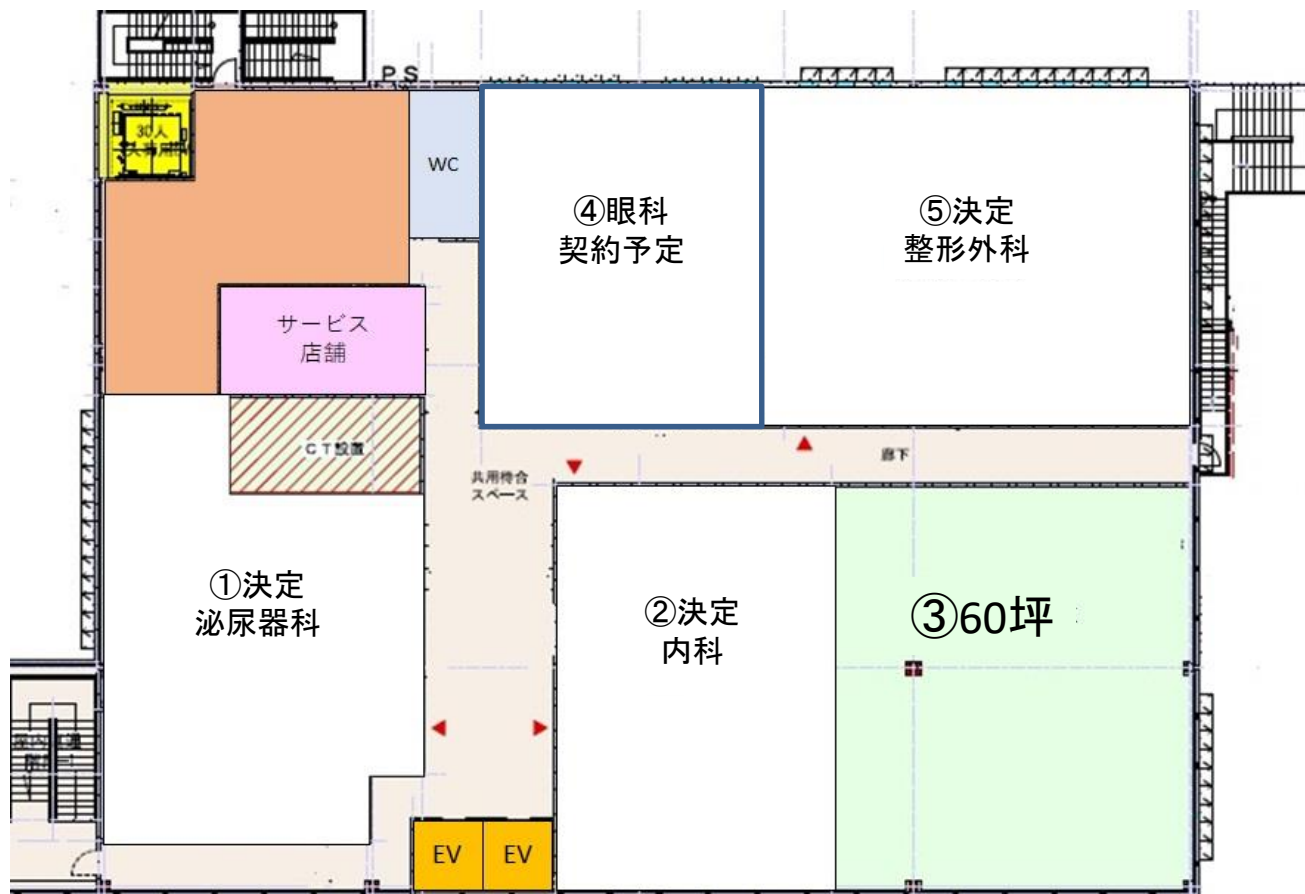 P S
30人
WC
④眼科
契約予定
⑤決定
整形外科
サービス
店舗
CT設置
廊下
共用待合
スペース
①決定
泌尿器科
②決定
内科
③60坪
EV
EV